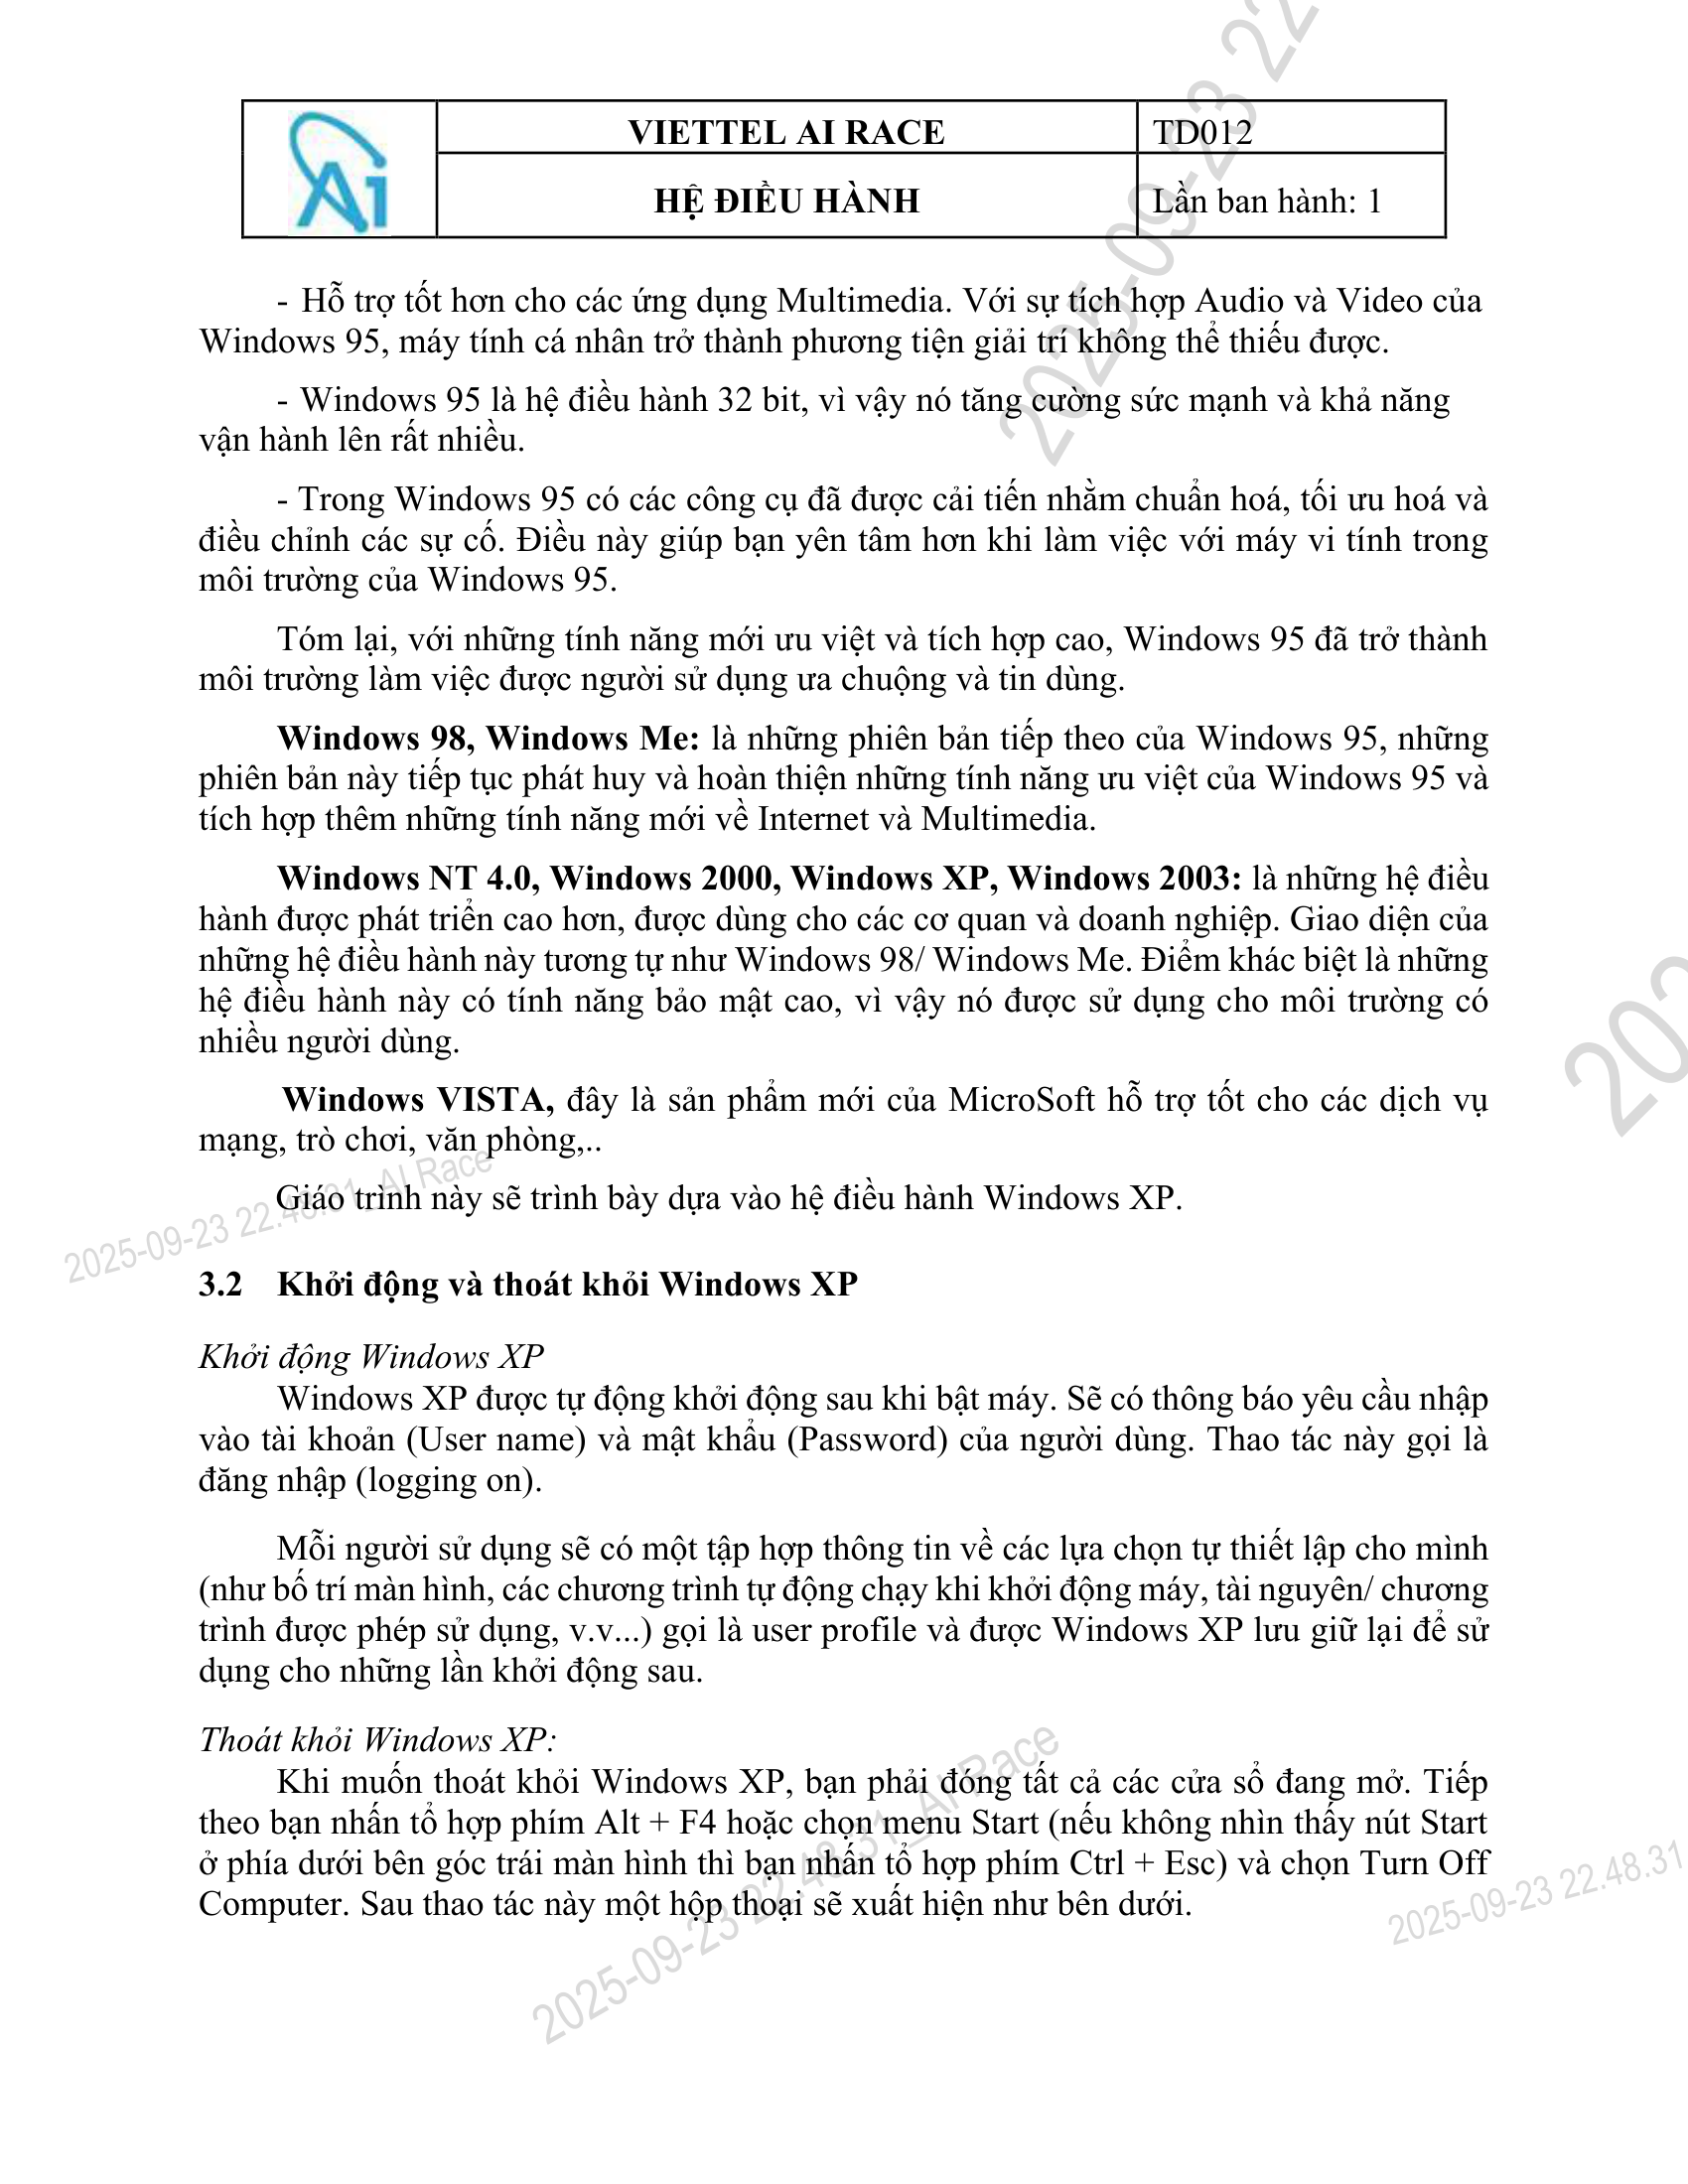 VIETTEL AI RACE
TD012
HỆ ĐIỀU HÀNH
Lần ban hành: 1
- Hỗ trợ tốt hơn cho các ứng dụng Multimedia. Với sự tích hợp Audio và Video của
Windows 95, máy tính cá nhân trở thành phương tiện giải trí không thể thiếu được.
- Windows 95 là hệ điều hành 32 bit, vì vậy nó tăng cường sức mạnh và khả năng
vận hành lên rất nhiều.
- Trong Windows 95 có các công cụ đã được cải tiến nhằm chuẩn hoá, tối ưu hoá và
điều chỉnh các sự cố. Điều này giúp bạn yên tâm hơn khi làm việc với máy vi tính trong
môi trường của Windows 95.
Tóm lại, với những tính năng mới ưu việt và tích hợp cao, Windows 95 đã trở thành
môi trường làm việc được người sử dụng ưa chuộng và tin dùng.
Windows 98, Windows Me: là những phiên bản tiếp theo của Windows 95, những
phiên bản này tiếp tục phát huy và hoàn thiện những tính năng ưu việt của Windows 95 và
tích hợp thêm những tính năng mới về Internet và Multimedia.
Windows NT 4.0, Windows 2000, Windows XP, Windows 2003: là những hệ điều
hành được phát triển cao hơn, được dùng cho các cơ quan và doanh nghiệp. Giao diện của
những hệ điều hành này tương tự như Windows 98/ Windows Me. Điểm khác biệt là những
hệ điều hành này có tính năng bảo mật cao, vì vậy nó được sử dụng cho môi trường có
nhiều người dùng.
Windows VISTA, đây là sản phẩm mới của MicroSoft hỗ trợ tốt cho các dịch vụ
mạng, trò chơi, văn phòng,..
Giáo trình này sẽ trình bày dựa vào hệ điều hành Windows XP.
3.2 Khởi động và thoát khỏi Windows XP
Khởi động Windows XP
Windows XP được tự động khởi động sau khi bật máy. Sẽ có thông báo yêu cầu nhập
vào tài khoản (User name) và mật khẩu (Password) của người dùng. Thao tác này gọi là
đăng nhập (logging on).
Mỗi người sử dụng sẽ có một tập hợp thông tin về các lựa chọn tự thiết lập cho mình
(như bố trí màn hình, các chương trình tự động chạy khi khởi động máy, tài nguyên/ chương
trình được phép sử dụng, v.v...) gọi là user profile và được Windows XP lưu giữ lại để sử
dụng cho những lần khởi động sau.
Thoát khỏi Windows XP:
Khi muốn thoát khỏi Windows XP, bạn phải đóng tất cả các cửa sổ đang mở. Tiếp
theo bạn nhấn tổ hợp phím Alt + F4 hoặc chọn menu Start (nếu không nhìn thấy nút Start
ở phía dưới bên góc trái màn hình thì bạn nhấn tổ hợp phím Ctrl + Esc) và chọn Turn Off
Computer. Sau thao tác này một hộp thoại sẽ xuất hiện như bên dưới.
2025-09-23 22
202
2025-09-23 22.48.31_AI Race
2025-09-23 22.48.31_AI Race
2025-09-23 22.48.31